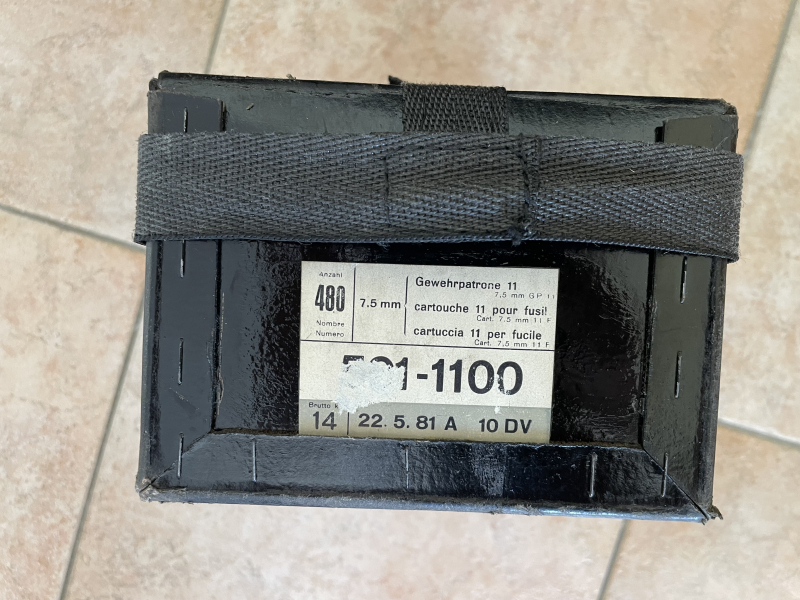 Anzahl
480
Nombre
Numero
7.5 mm
Gewehrpatrone 11
7,5 mm GP 11
cartouche 11 pour fusil
Cart. 7,5 mm 11 F
cartuccia 11 per fucile
Cart. 7,5 mm 11 F
1-1100
Brutto
14
22. 5. 81 A 10 DV